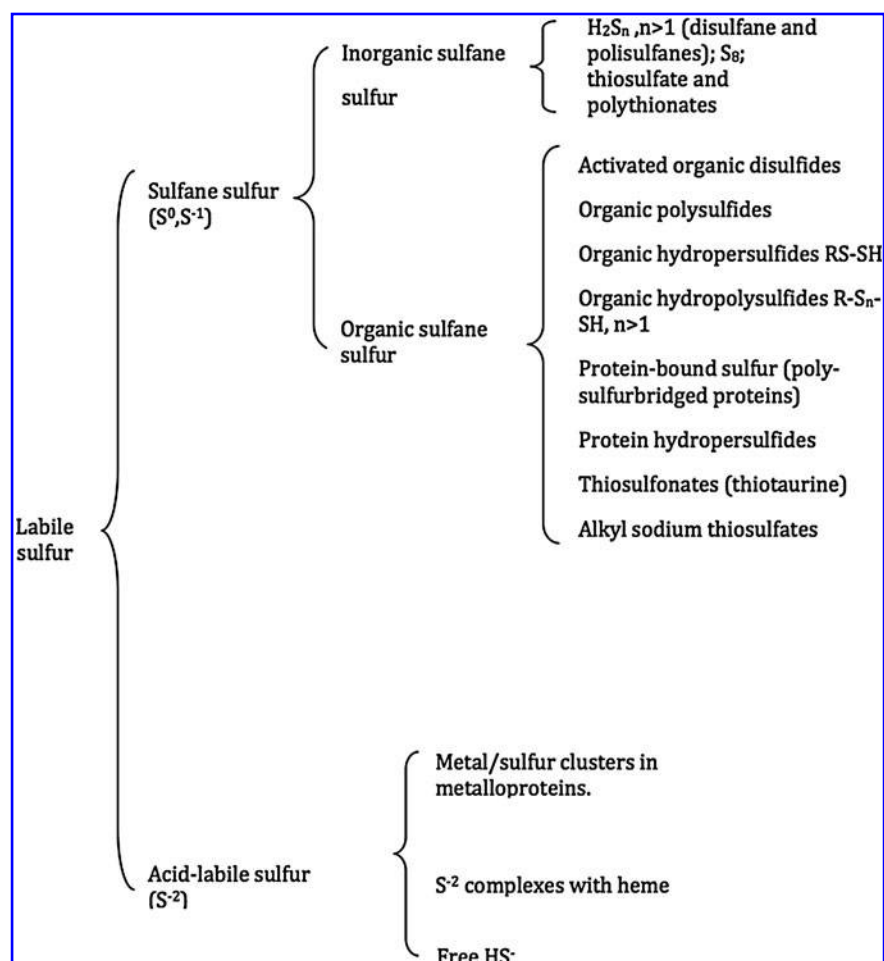 H₂Sₙ ,n>1 (disulfane and
polisulfanes); S₈;
thiosulfate and
polythionates
Inorganic sulfane
sulfur
Activated organic disulfides
Sulfane sulfur
(S⁰,S⁻¹)
Organic polysulfides
Organic hydropersulfides RS-SH
Organic hydropolysulfides R-Sₙ-
SH, n>1
Organic sulfane
sulfur
Protein-bound sulfur (poly-
sulfurbridged proteins)
Protein hydropersulfides
Thiosulfonates (thiotaurine)
Alkyl sodium thiosulfates
Labile
sulfur
Metal/sulfur clusters in
metalloproteins.
Acid-labile sulfur
(S⁻²)
S⁻² complexes with heme
Free HS⁻